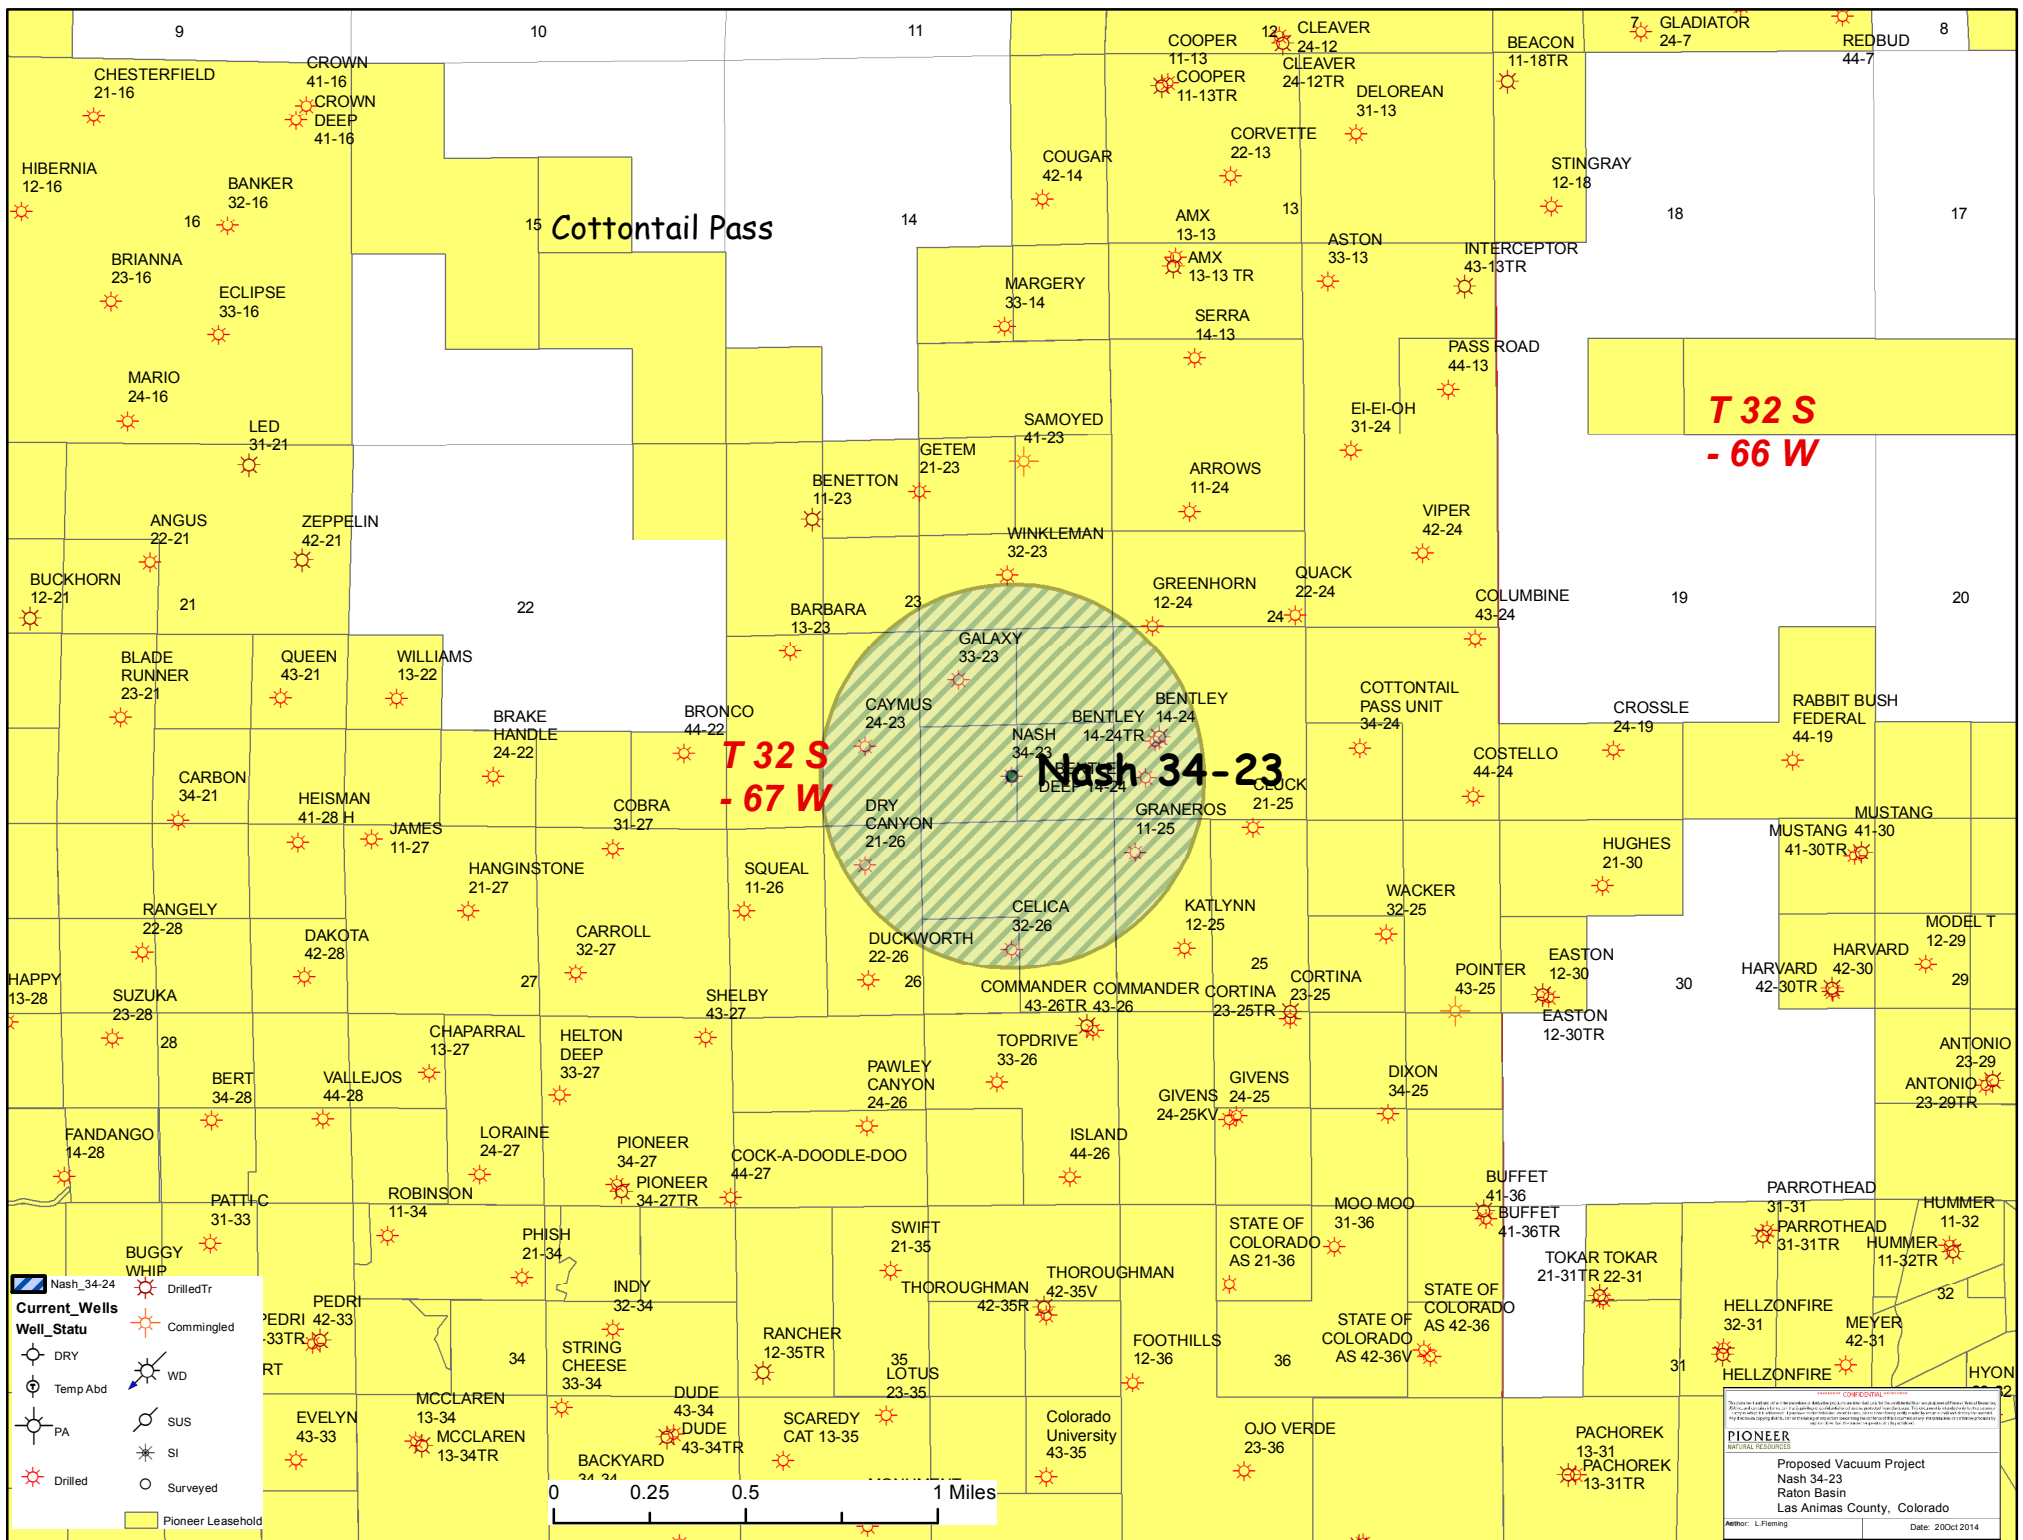 9
10
11
12
7
8
CHESTERFIELD
21-16
CROWN
41-16
CROWN
DEEP
41-16
COOPER
11-13
COOPER
11-13TR
CLEAVER
24-12
CLEAVER
24-12TR
BEACON
11-18TR
GLADIATOR
24-7
REDBUD
44-7
DELOREAN
31-13
HIBERNIA
12-16
BANKER
32-16
16
15
Cottontail Pass
14
COUGAR
42-14
CORVETTE
22-13
13
STINGRAY
12-18
18
17
BRIANNA
23-16
ECLIPSE
33-16
AMX
13-13
AMX
13-13 TR
ASTON
33-13
INTERCEPTOR
43-13TR
MARGERY
33-14
SERRA
14-13
PASS ROAD
44-13
MARIO
24-16
LED
31-21
SAMOYED
41-23
GETEM
21-23
BENETTON
11-23
EI-EI-OH
31-24
ARROWS
11-24
T 32 S
- 66 W
ANGUS
22-21
ZEPPELIN
42-21
WINKLEMAN
32-23
VIPER
42-24
BUCKHORN
12-21
21
22
BARBARA
13-23
23
GREENHORN
12-24
QUACK
22-24
24
COLUMBINE
43-24
19
20
BLADE
RUNNER
23-21
QUEEN
43-21
WILLIAMS
13-22
GALAXY
33-23
BRAKE
HANDLE
24-22
BRONCO
44-22
CAYMUS
24-23
BENTLEY
14-24
BENTLEY
14-24TR
COTTONTAIL
PASS UNIT
34-24
CROSSLE
24-19
RABBIT BUSH
FEDERAL
44-19
T 32 S
- 67 W
NASH
34-23
Nash 34-23
DEEP 14-24
COSTELLO
44-24
CARBON
34-21
HEISMAN
41-28 H
JAMES
11-27
COBRA
31-27
DRY
CANYON
21-26
GRANEROS
11-25
CLUCK
21-25
MUSTANG
41-30
MUSTANG
41-30TR
HUGHES
21-30
HANGINSTONE
21-27
SQUEAL
11-26
WACKER
32-25
RANGELY
22-28
DAKOTA
42-28
CARROLL
32-27
CELICA
32-26
KATLYNN
12-25
DUCKWORTH
22-26
MODEL T
12-29
HARVARD
42-30
HARVARD
42-30TR
HAPPY
13-28
SUZUKA
23-28
27
26
25
SHELBY
43-27
COMMANDER
43-26TR
COMMANDER
43-26
CORTINA
23-25
CORTINA
23-25TR
POINTER
43-25
EASTON
12-30
EASTON
12-30TR
30
29
28
CHAPARRAL
13-27
HELTON
DEEP
33-27
TOPDRIVE
33-26
ANTONIO
23-29
ANTONIO
23-29TR
BERT
34-28
VALLEJOS
44-28
PAWLEY
CANYON
24-26
GIVENS
24-25
GIVENS
24-25KV
DIXON
34-25
FANDANGO
14-28
LORAINE
24-27
PIONEER
34-27
PIONEER
34-27TR
COCK-A-DOODLE-DOO
44-27
ISLAND
44-26
PATTI-C
31-33
ROBINSON
11-34
BUFFET
41-36
BUFFET
41-36TR
PARROTHEAD
31-31
PARROTHEAD
31-31TR
HUMMER
11-32
HUMMER
11-32TR
BUGGY
WHIP
PHISH
21-34
SWIFT
21-35
STATE OF
COLORADO
AS 21-36
MOO MOO
31-36
TOKAR
21-31TR
TOKAR
22-31
THOROUGHMAN
42-35R
THOROUGHMAN
42-35V
INDY
32-34
STATE OF
COLORADO
AS 42-36
STATE OF
COLORADO
AS 42-36V
PEDRI
42-33
PEDRI
-33TR
RT
34
STRING
CHEESE
33-34
RANCHER
12-35TR
35
LOTUS
23-35
FOOTHILLS
12-36
36
31
32
HELLZONFIRE
32-31
HELLZONFIRE
MEYER
42-31
HYON
EVELYN
43-33
MCCLAREN
13-34
MCCLAREN
13-34TR
DUDE
43-34
DUDE
43-34TR
BACKYARD
34-34
SCAREDY
CAT 13-35
Colorado
University
43-35
OJO VERDE
23-36
PACHOREK
13-31
PACHOREK
13-31TR
Nash_34-24
Current_Wells
Well_Statu
DRY
Temp Abd
PA
Drilled
DrilledTr
Commingled
WD
SUS
SI
Surveyed
Pioneer Leasehold
0 0.25 0.5 1 Miles
CONFIDENTIAL
PIONEER
NATURAL RESOURCES
Proposed Vacuum Project
Nash 34-23
Raton Basin
Las Animas County, Colorado
Author: L.Fleming
Date: 20Oct 2014